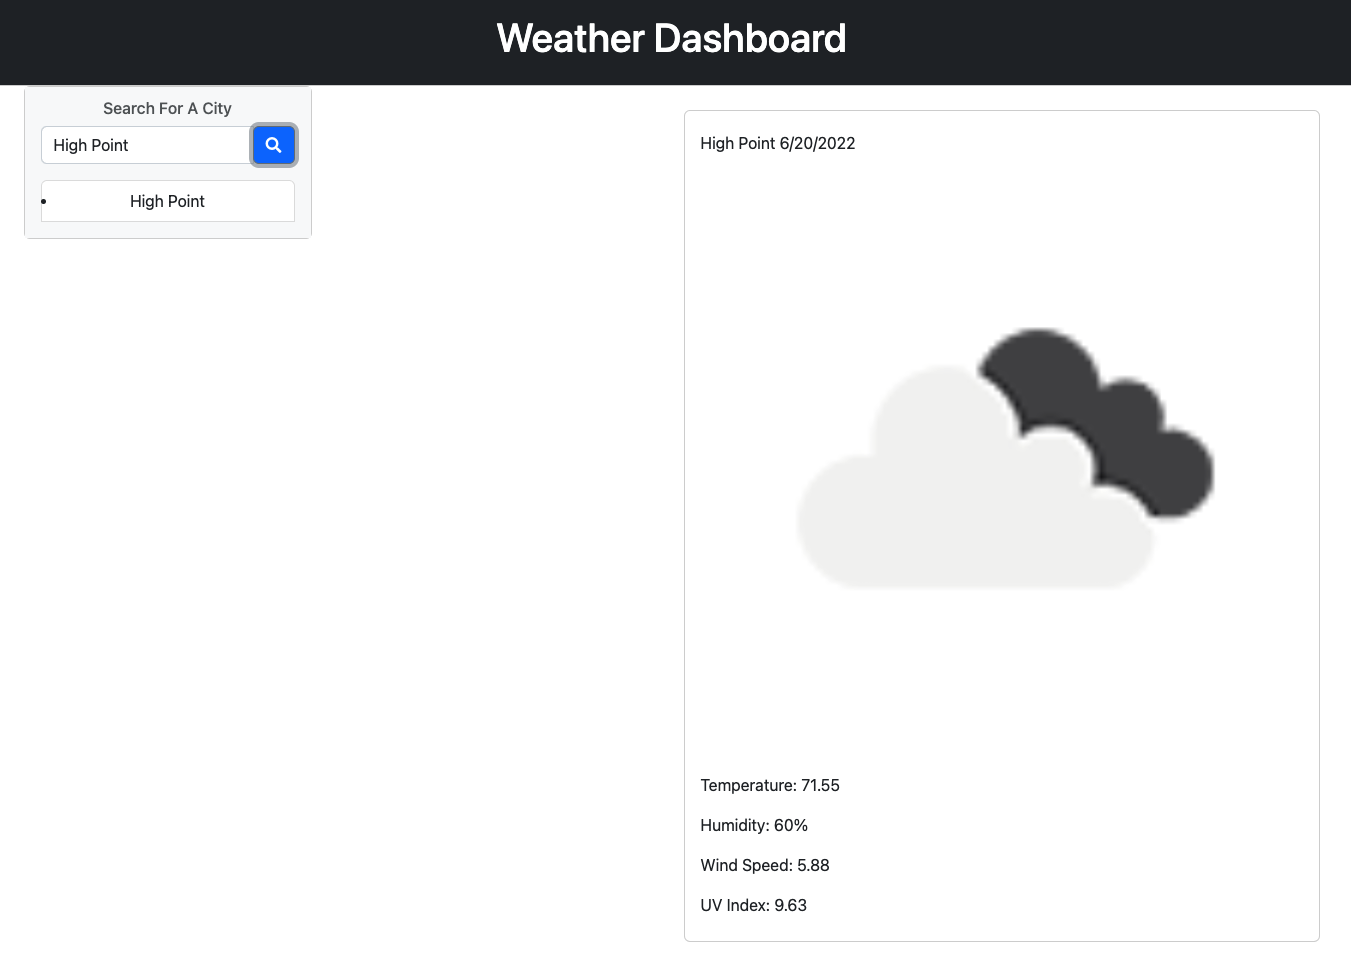 Weather Dashboard
Search For A City
High Point
High Point
High Point 6/20/2022
Temperature: 71.55
Humidity: 60%
Wind Speed: 5.88
UV Index: 9.63